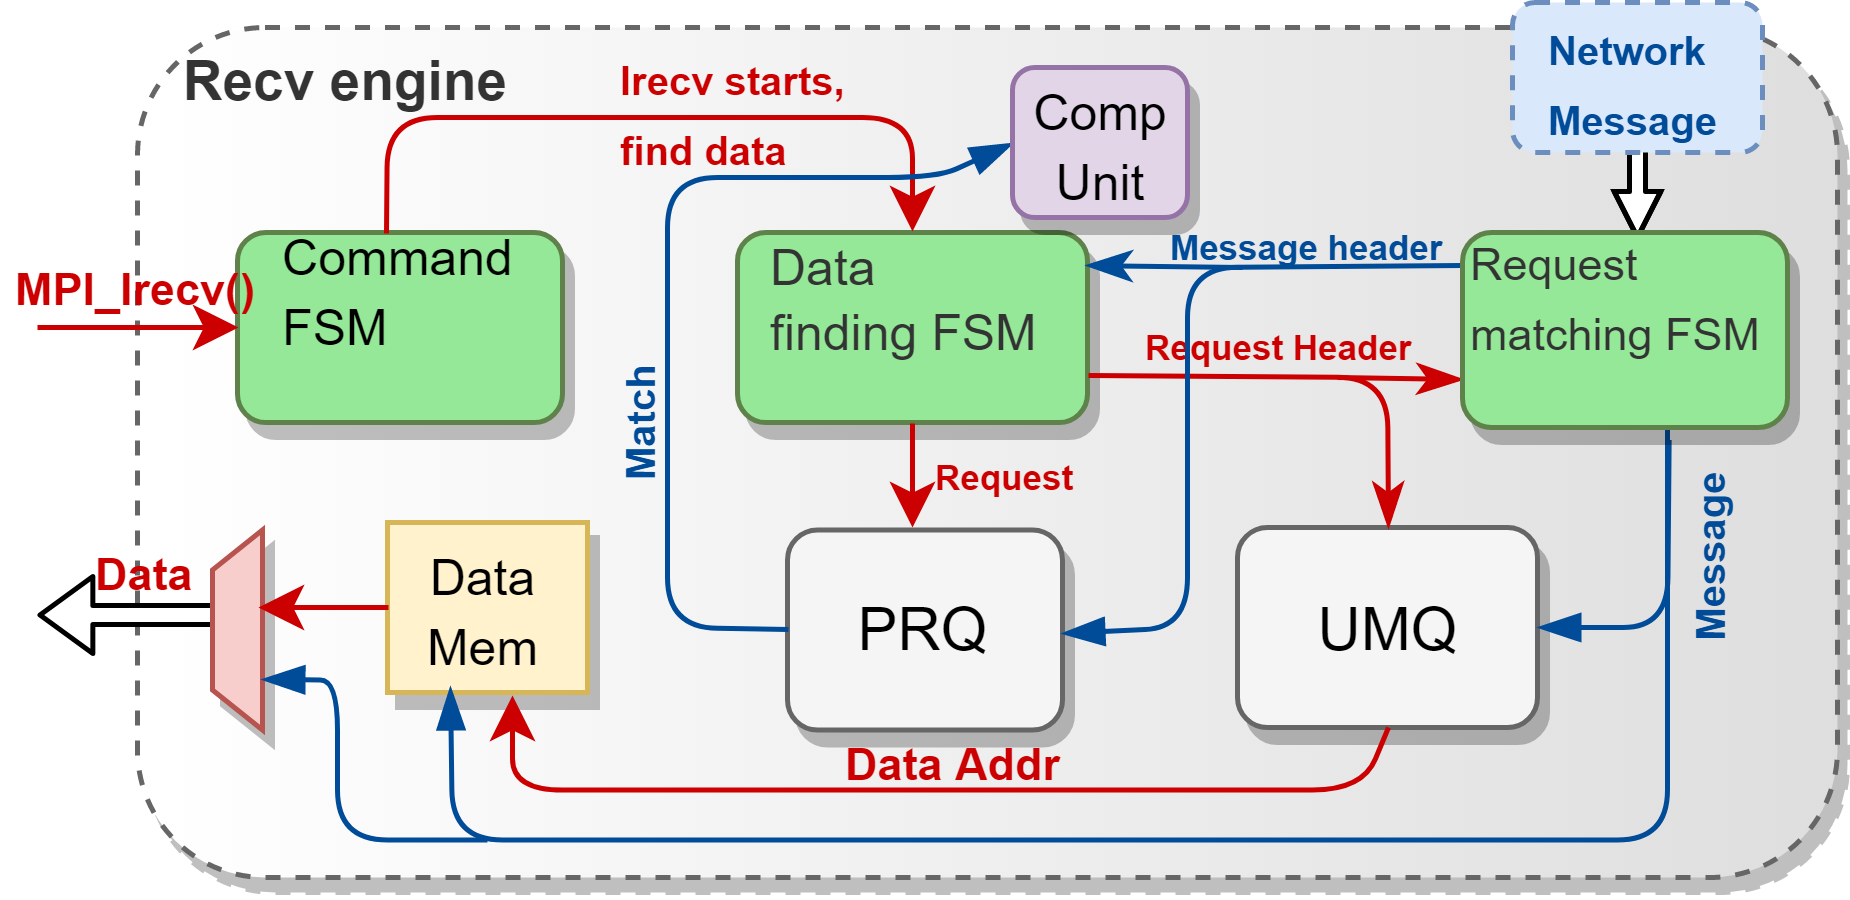 Recv engine
Irecv starts,
find data
Comp
Unit
Network
Message
MPI_Irecv()
Command
FSM
Data
finding FSM
Message header
Request Header
Request
matching FSM
Match
Request
Message
Data
Data
Mem
PRQ
UMQ
Data Addr